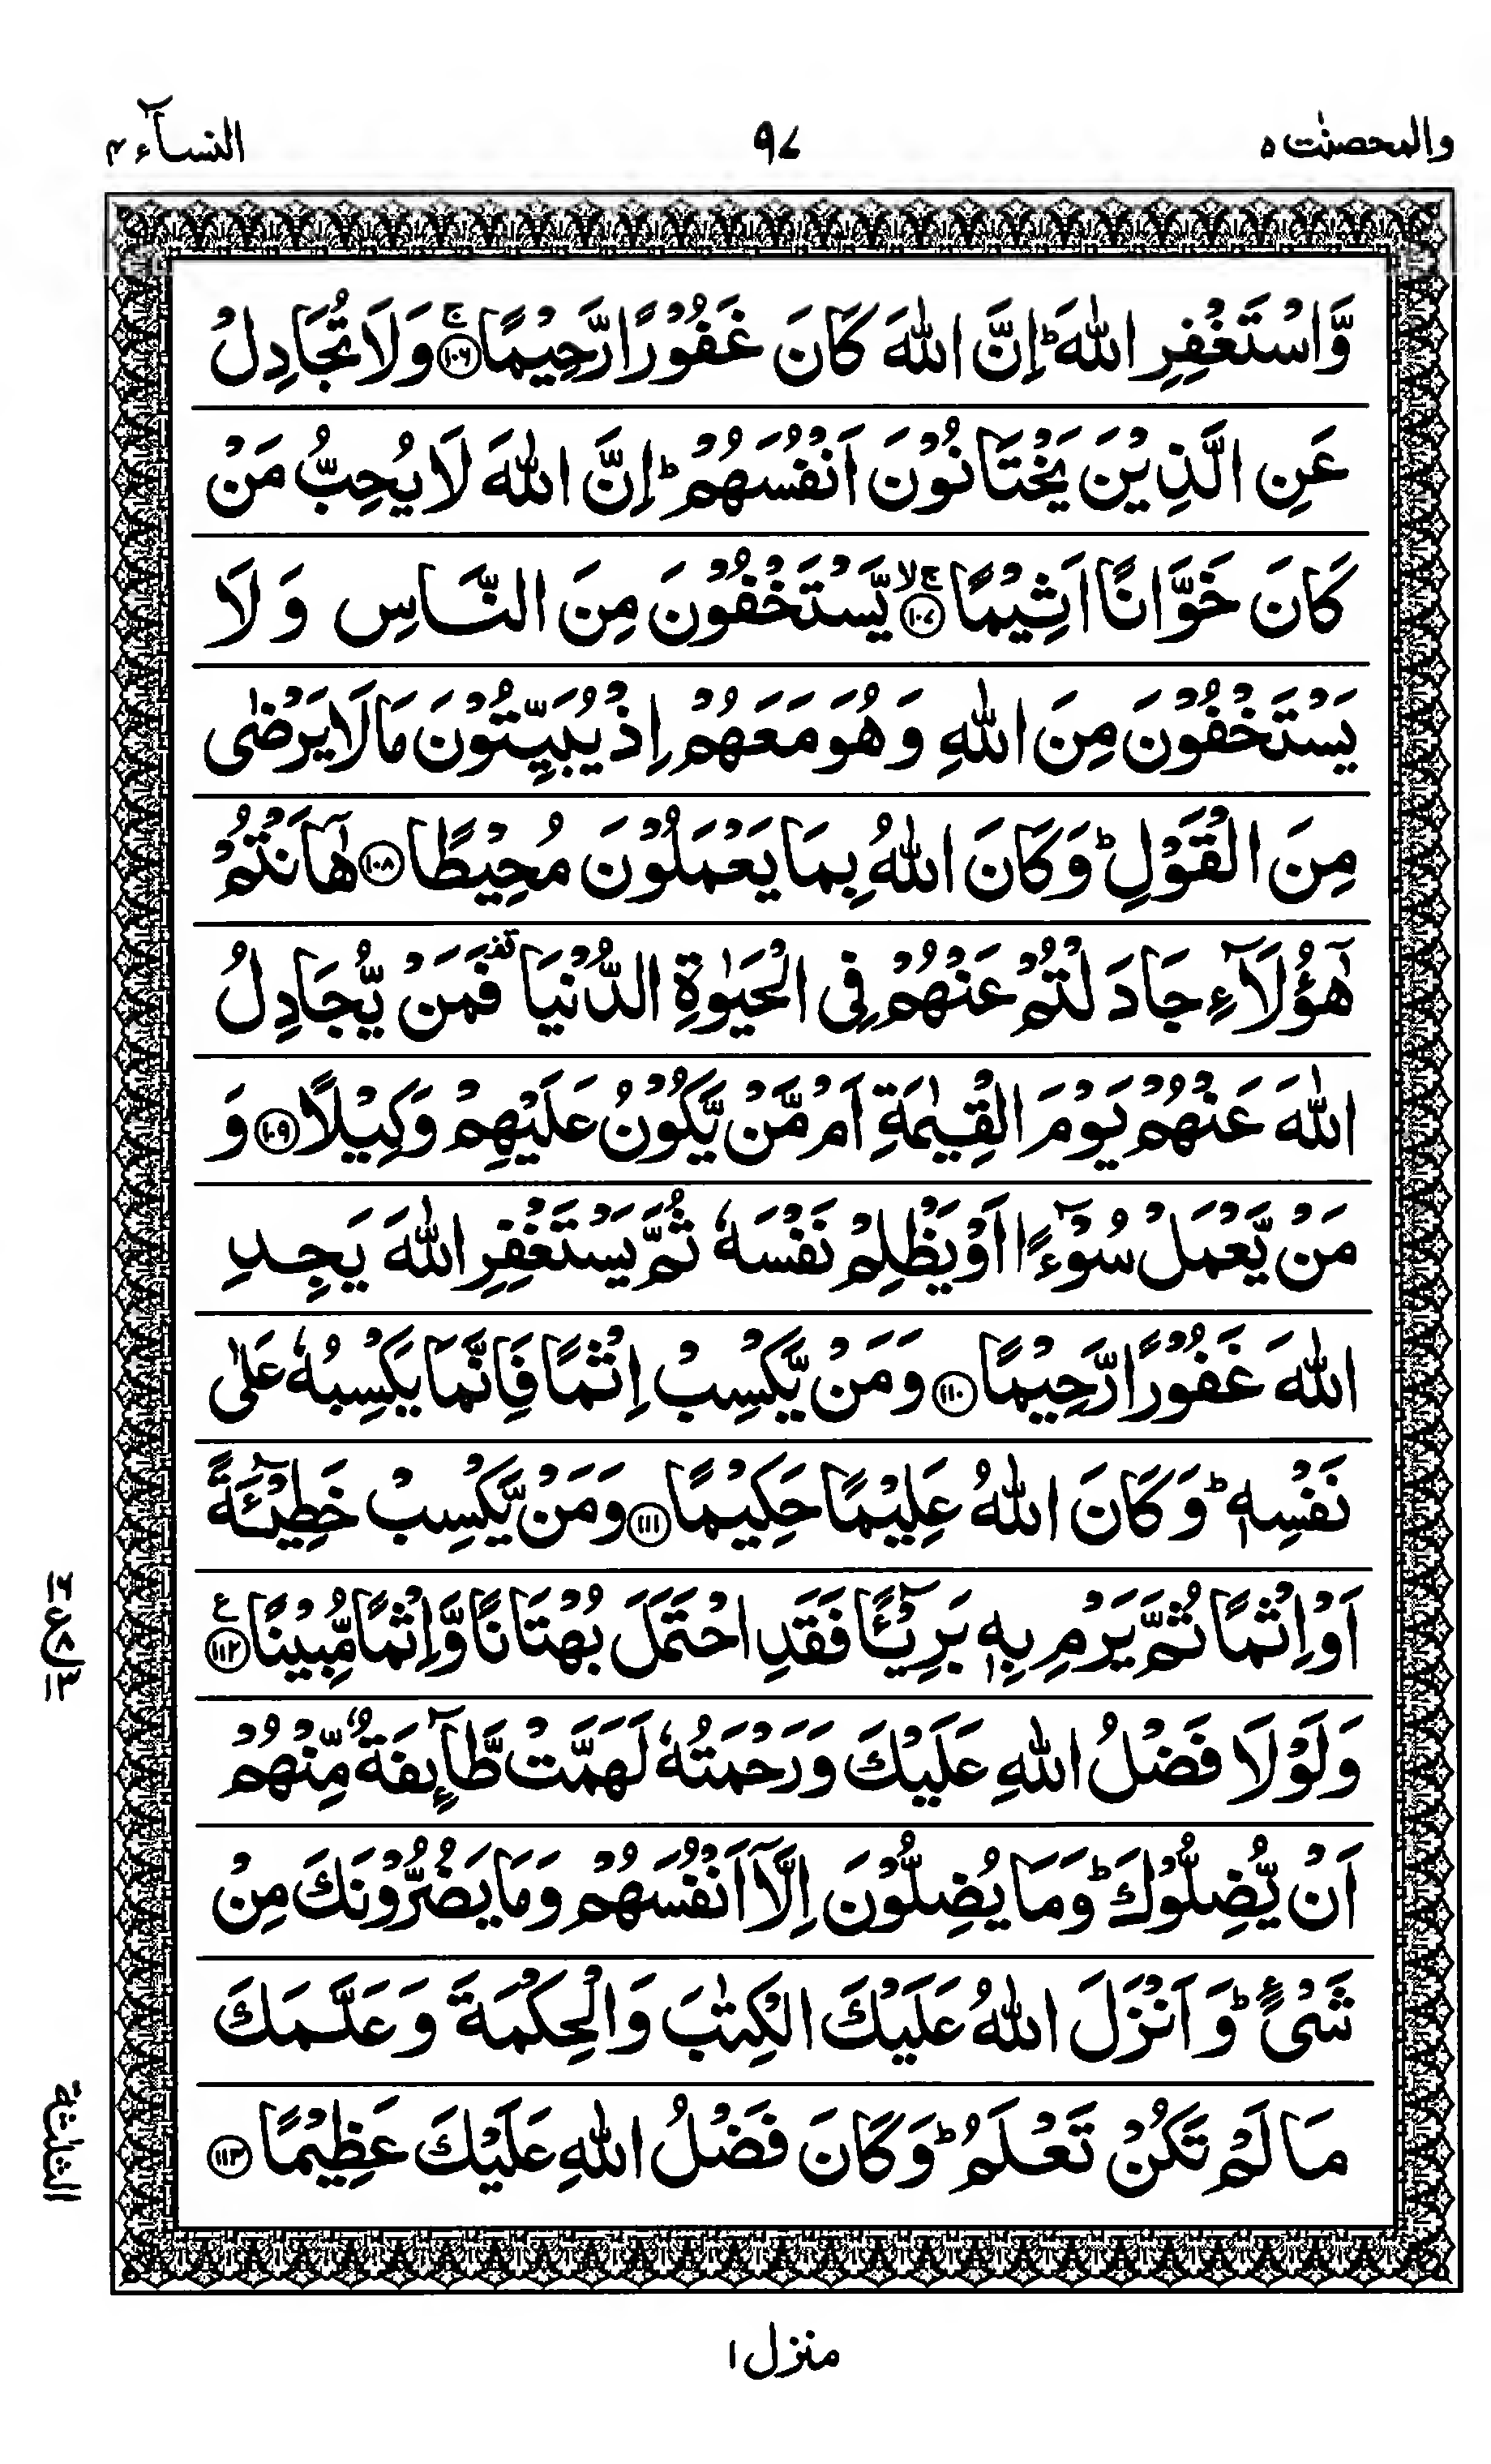 والمحصنٰت ٥ ٩٧ النسآء ٤
وَّاسْتَغْفِرِ اللّٰهَ ؕ اِنَّ اللّٰهَ كَانَ غَفُوْرًا رَّحِيْمًا ۚ﴿۱۰۶﴾ وَلَا تُجَادِلْ
عَنِ الَّذِيْنَ يَخْتَانُوْنَ اَنْفُسَهُمْ ؕ اِنَّ اللّٰهَ لَا يُحِبُّ مَنْ
كَانَ خَوَّانًا اَثِيْمًا ۚۙ﴿۱۰۷﴾ يَّسْتَخْفُوْنَ مِنَ النَّاسِ وَلَا
يَسْتَخْفُوْنَ مِنَ اللّٰهِ وَهُوَ مَعَهُمْ اِذْ يُبَيِّتُوْنَ مَا لَا يَرْضٰى
مِنَ الْقَوْلِ ؕ وَكَانَ اللّٰهُ بِمَا يَعْمَلُوْنَ مُحِيْطًا ﴿۱۰۸﴾ هٰۤاَنْتُمْ
هٰۤؤُلَآءِ جَادَلْتُمْ عَنْهُمْ فِى الْحَيٰوةِ الدُّنْيَا ۫ فَمَنْ يُّجَادِلُ
اللّٰهَ عَنْهُمْ يَوْمَ الْقِيٰمَةِ اَمْ مَّنْ يَّكُوْنُ عَلَيْهِمْ وَكِيْلًا ﴿۱۰۹﴾ وَ
مَنْ يَّعْمَلْ سُوْٓءًا اَوْ يَظْلِمْ نَفْسَهٗ ثُمَّ يَسْتَغْفِرِ اللّٰهَ يَجِدِ
اللّٰهَ غَفُوْرًا رَّحِيْمًا ﴿۱۱۰﴾ وَمَنْ يَّكْسِبْ اِثْمًا فَاِنَّمَا يَكْسِبُهٗ عَلٰى
نَفْسِهٖ ؕ وَكَانَ اللّٰهُ عَلِيْمًا حَكِيْمًا ﴿۱۱۱﴾ وَمَنْ يَّكْسِبْ خَطِيْٓئَةً
اَوْ اِثْمًا ثُمَّ يَرْمِ بِهٖ بَرِيْٓئًا فَقَدِ احْتَمَلَ بُهْتَانًا وَّاِثْمًا مُّبِيْنًا ﴿۱۱۲﴾ع
وَلَوْلَا فَضْلُ اللّٰهِ عَلَيْكَ وَرَحْمَتُهٗ لَهَمَّتْ طَّآئِفَةٌ مِّنْهُمْ
اَنْ يُّضِلُّوْكَ ؕ وَمَا يُضِلُّوْنَ اِلَّاۤ اَنْفُسَهُمْ وَمَا يَضُرُّوْنَكَ مِنْ
شَىْءٍ ؕ وَاَنْزَلَ اللّٰهُ عَلَيْكَ الْكِتٰبَ وَالْحِكْمَةَ وَعَلَّمَكَ
مَا لَمْ تَكُنْ تَعْلَمُ ؕ وَكَانَ فَضْلُ اللّٰهِ عَلَيْكَ عَظِيْمًا ﴿۱۱۳﴾
الثلثة
منزل ١